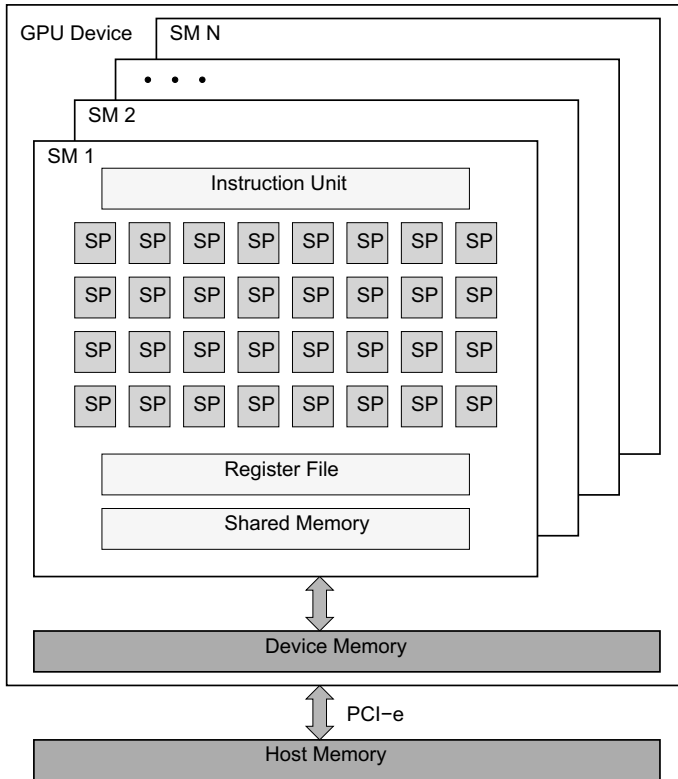 GPU Device
SM N
• • •
SM 2
SM 1
Instruction Unit
SP SP SP SP SP SP SP SP
SP SP SP SP SP SP SP SP
SP SP SP SP SP SP SP SP
SP SP SP SP SP SP SP SP
Register File
Shared Memory
Device Memory
PCI−e
Host Memory